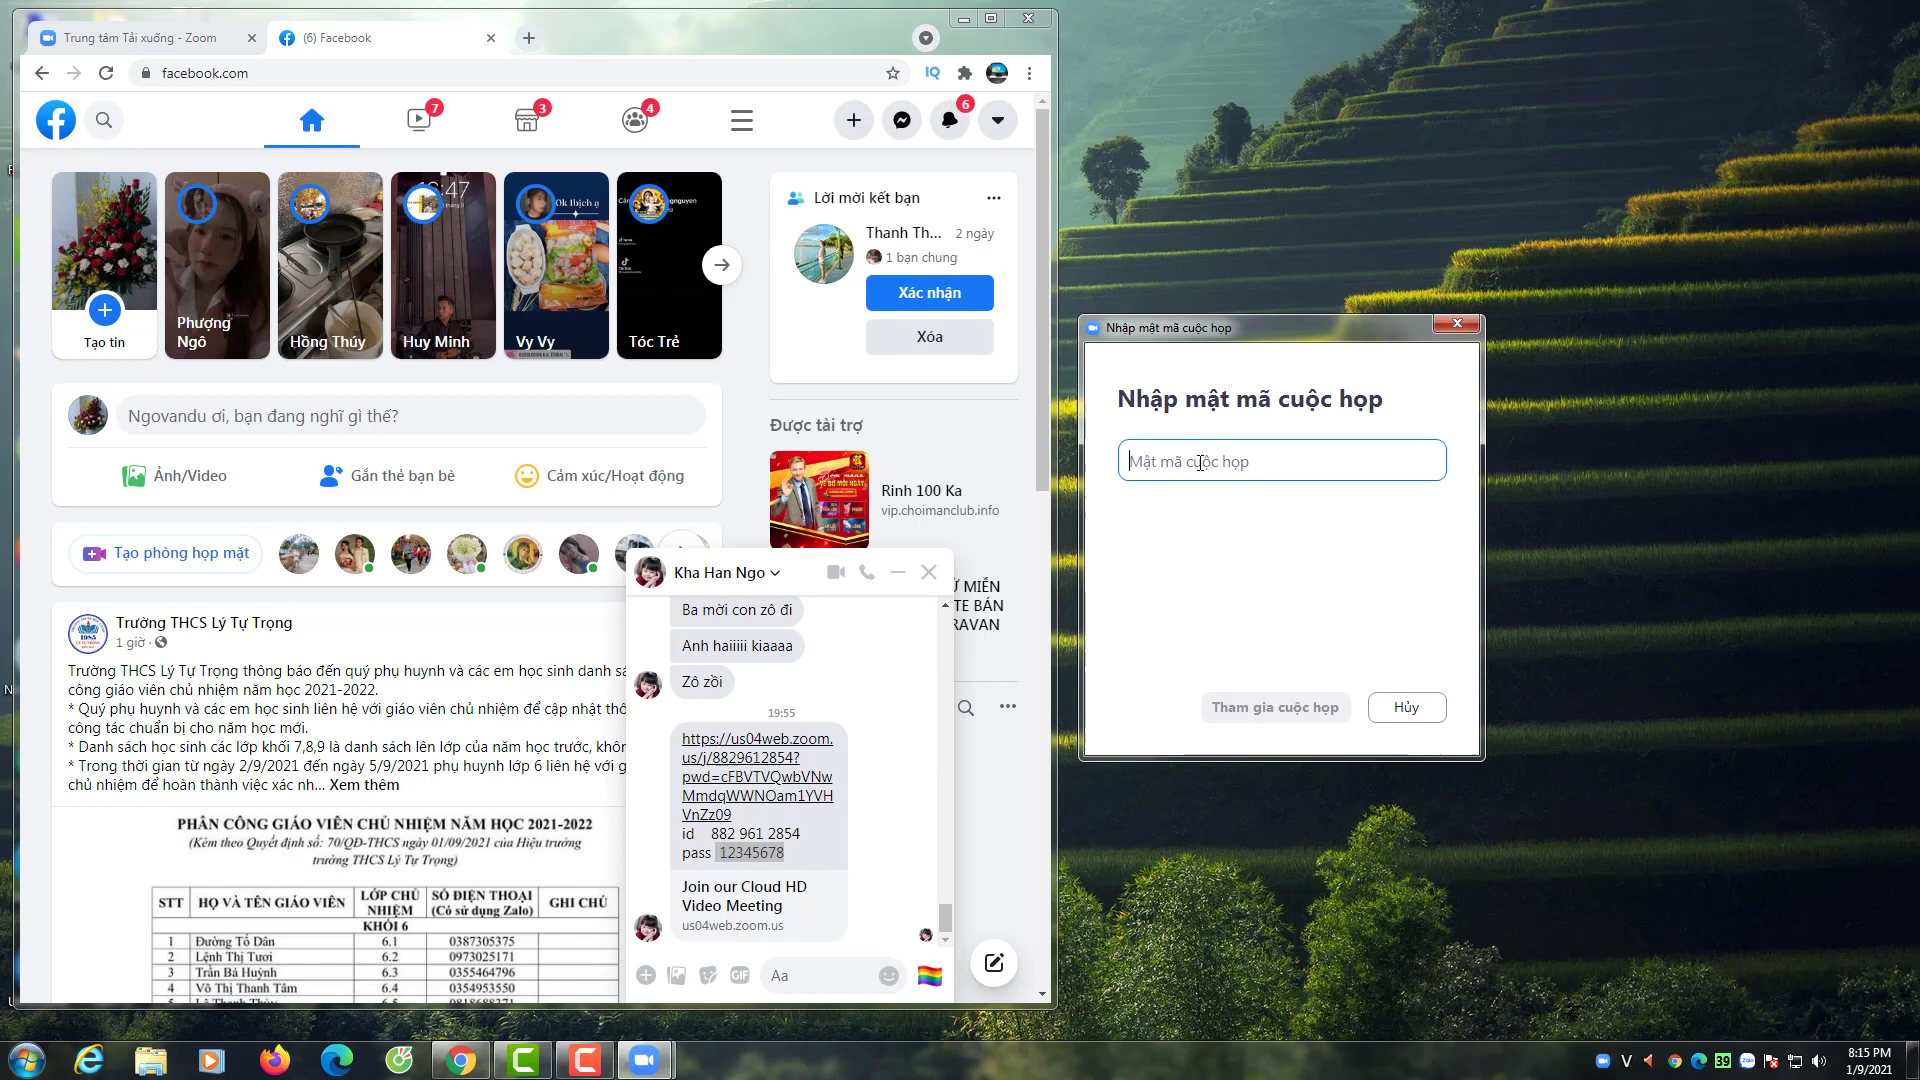 Trung tâm Tải xuống - Zoom
(6) Facebook
facebook.com
IQ
7
3
4
6
Tạo tin
Phượng
Ngô
Hồng Thúy
Huy Minh
Ok Ibịch ạ
Vy Vy
Tóc Trẻ
Lời mời kết bạn
Thanh Th...
2 ngày
1 bạn chung
Xác nhận
Xóa
Ngovandu ơi, bạn đang nghĩ gì thế?
Ảnh/Video
Gắn thẻ bạn bè
Cảm xúc/Hoạt động
Tạo phòng họp mặt
Được tài trợ
Rinh 100 Ka
vip.choimanclub.info
Ứ MIỄN
TE BÁN
RAVAN
Trường THCS Lý Tự Trọng
1 giờ
Trường THCS Lý Tự Trọng thông báo đến quý phụ huynh và các em học sinh danh sá
công giáo viên chủ nhiệm năm học 2021-2022.
* Quý phụ huynh và các em học sinh liên hệ với giáo viên chủ nhiệm để cập nhật thô
công tác chuẩn bị cho năm học mới.
* Danh sách học sinh các lớp khối 7,8,9 là danh sách lên lớp của năm học trước, khôn
* Trong thời gian từ ngày 2/9/2021 đến ngày 5/9/2021 phụ huynh lớp 6 liên hệ với g
chủ nhiệm để hoàn thành việc xác nh... Xem thêm
PHÂN CÔNG GIÁO VIÊN CHỦ NHIỆM NĂM HỌC 2021-2022
(Kèm theo Quyết định số: 70/QĐ-THCS ngày 01/09/2021 của Hiệu trưởng
trường THCS Lý Tự Trọng)
STT HỌ VÀ TÊN GIÁO VIÊN LỚP CHỦ NHIỆM SỐ ĐIỆN THOẠI (Có sử dụng Zalo) GHI CHÚ
KHỐI 6
1 Đường Tố Dân 6.1 0387305375
2 Lệnh Thị Tươi 6.2 0973025171
3 Trần Bá Huỳnh 6.3 0355464796
4 Võ Thị Thanh Tâm 6.4 0354953550
Kha Han Ngo
Ba mời con zô đi
Anh haiiiii kiaaaa
Zô zồi
19:55
https://us04web.zoom.
us/j/8829612854?
pwd=cFBVTVQwbVNw
MmdqWWNOam1YVH
VnZz09
id 882 961 2854
pass 12345678
Join our Cloud HD
Video Meeting
us04web.zoom.us
GIF
Aa
Nhập mật mã cuộc họp
Nhập mật mã cuộc họp
Mật mã cuộc họp
Tham gia cuộc họp
Hủy
V
39
8:15 PM
1/9/2021